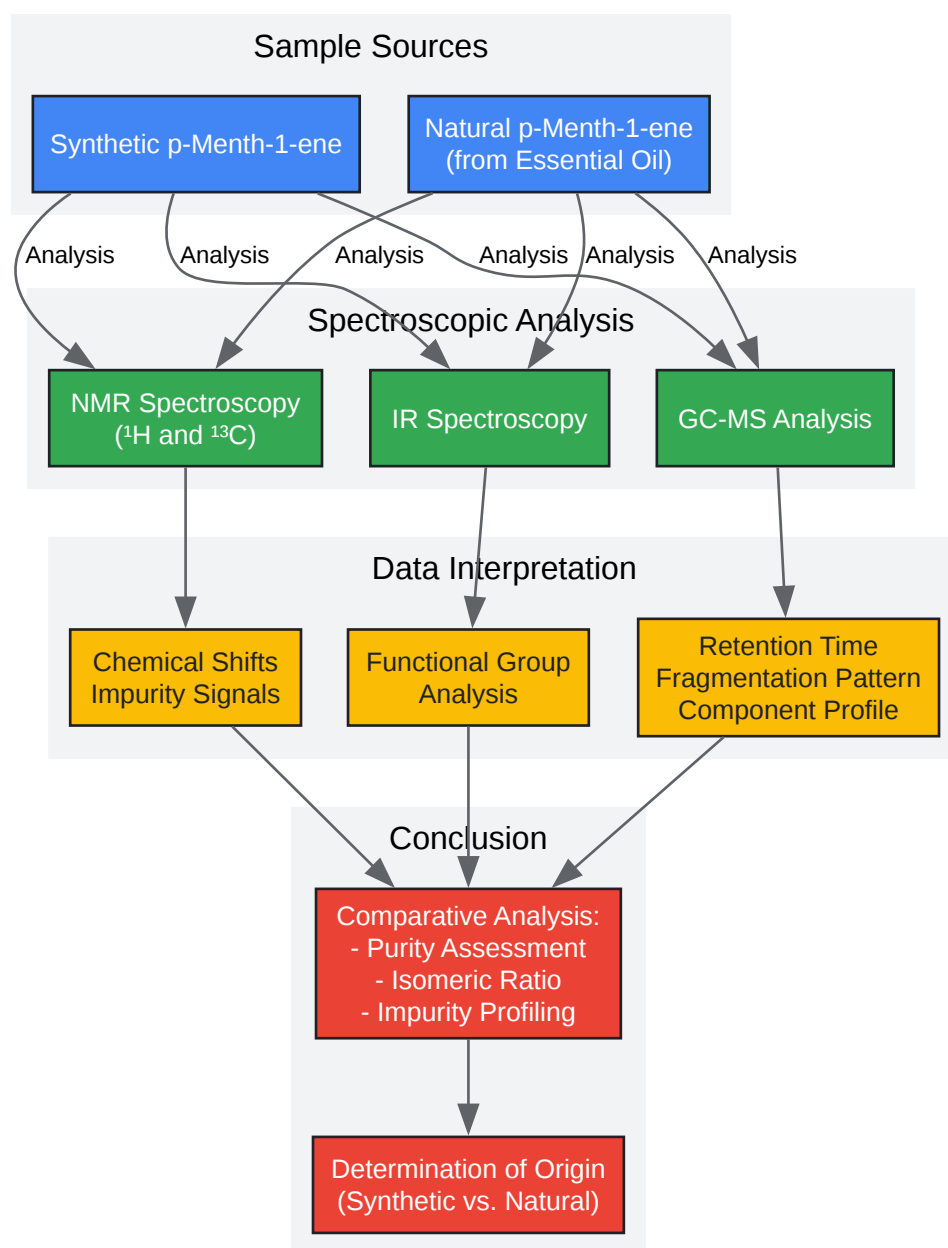 Sample Sources
Synthetic p-Month-1-ene
Natural p-Month-1-ene
(from Essential Oil)
Analysis
Analysis
Analysis
Analysis
Analysis
Analysis
Spectroscopic Analysis
NMR Spectroscopy
(¹H and ¹³C)
IR Spectroscopy
GC-MS Analysis
Data Interpretation
Chemical Shifts
Impurity Signals
Functional Group
Analysis
Retention Time
Fragmentation Pattern
Component Profile
Conclusion
Comparative Analysis:
- Purity Assessment
- Isomeric Ratio
- Impurity Profiling
Determination of Origin
(Synthetic vs. Natural)